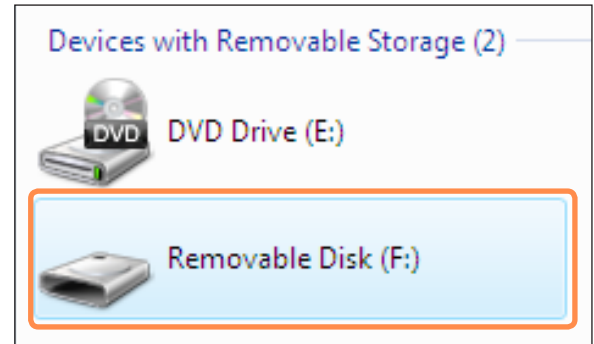 Devices with Removable Storage (2)
DVD
DVD Drive (E:)
Removable Disk (F:)